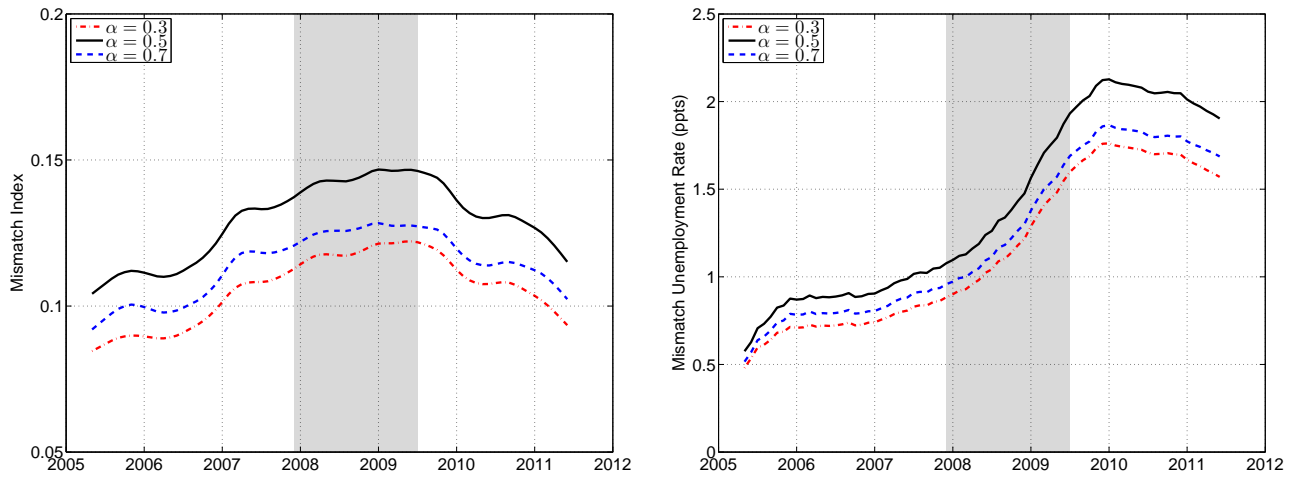 0.2
α = 0.3
α = 0.5
α = 0.7
0.15
Mismatch Index
0.1
0.05
2005 2006 2007 2008 2009 2010 2011 2012
2.5
α = 0.3
α = 0.5
α = 0.7
2
Mismatch Unemployment Rate (ppts)
1.5
1
0.5
0
2005 2006 2007 2008 2009 2010 2011 2012